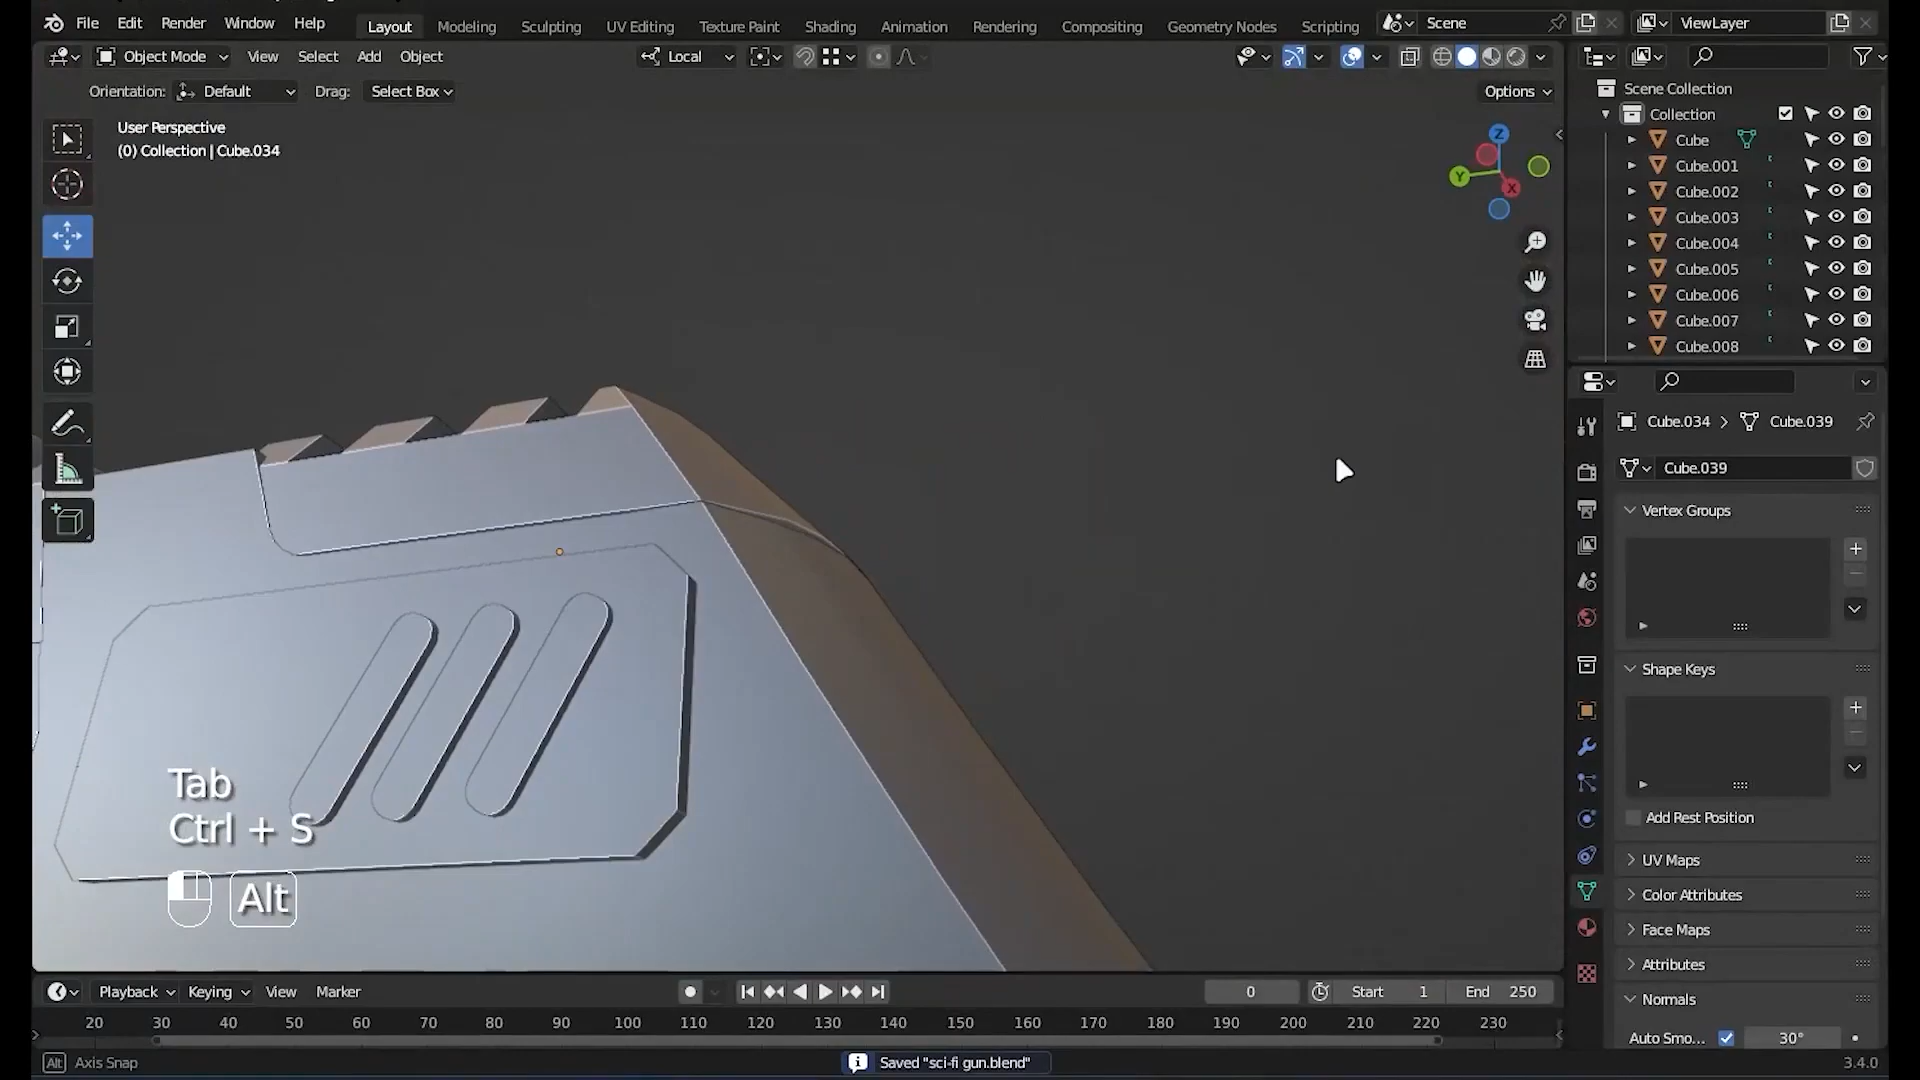 File Edit Render Window Help Layout Modeling Sculpting UV Editing Texture Paint Shading Animation Rendering Compositing Geometry Nodes Scripting Scene ViewLayer
Object Mode View Select Add Object Local
Orientation: Default Drag: Select Box Options
User Perspective
(0) Collection | Cube.034
Z
Y
X
Scene Collection
Collection
Cube
Cube.001
Cube.002
Cube.003
Cube.004
Cube.005
Cube.006
Cube.007
Cube.008
Cube.034 Cube.039
Cube.039
Vertex Groups
Shape Keys
Add Rest Position
UV Maps
Color Attributes
Face Maps
Attributes
Normals
Auto Smo... 30°
Tab
Ctrl + S
Alt
Playback Keying View Marker 0 Start 1 End 250
20 30 40 50 60 70 80 90 100 110 120 130 140 150 160 170 180 190 200 210 220 230
Alt Axis Snap Saved "sci-fi gun.blend" 3.4.0